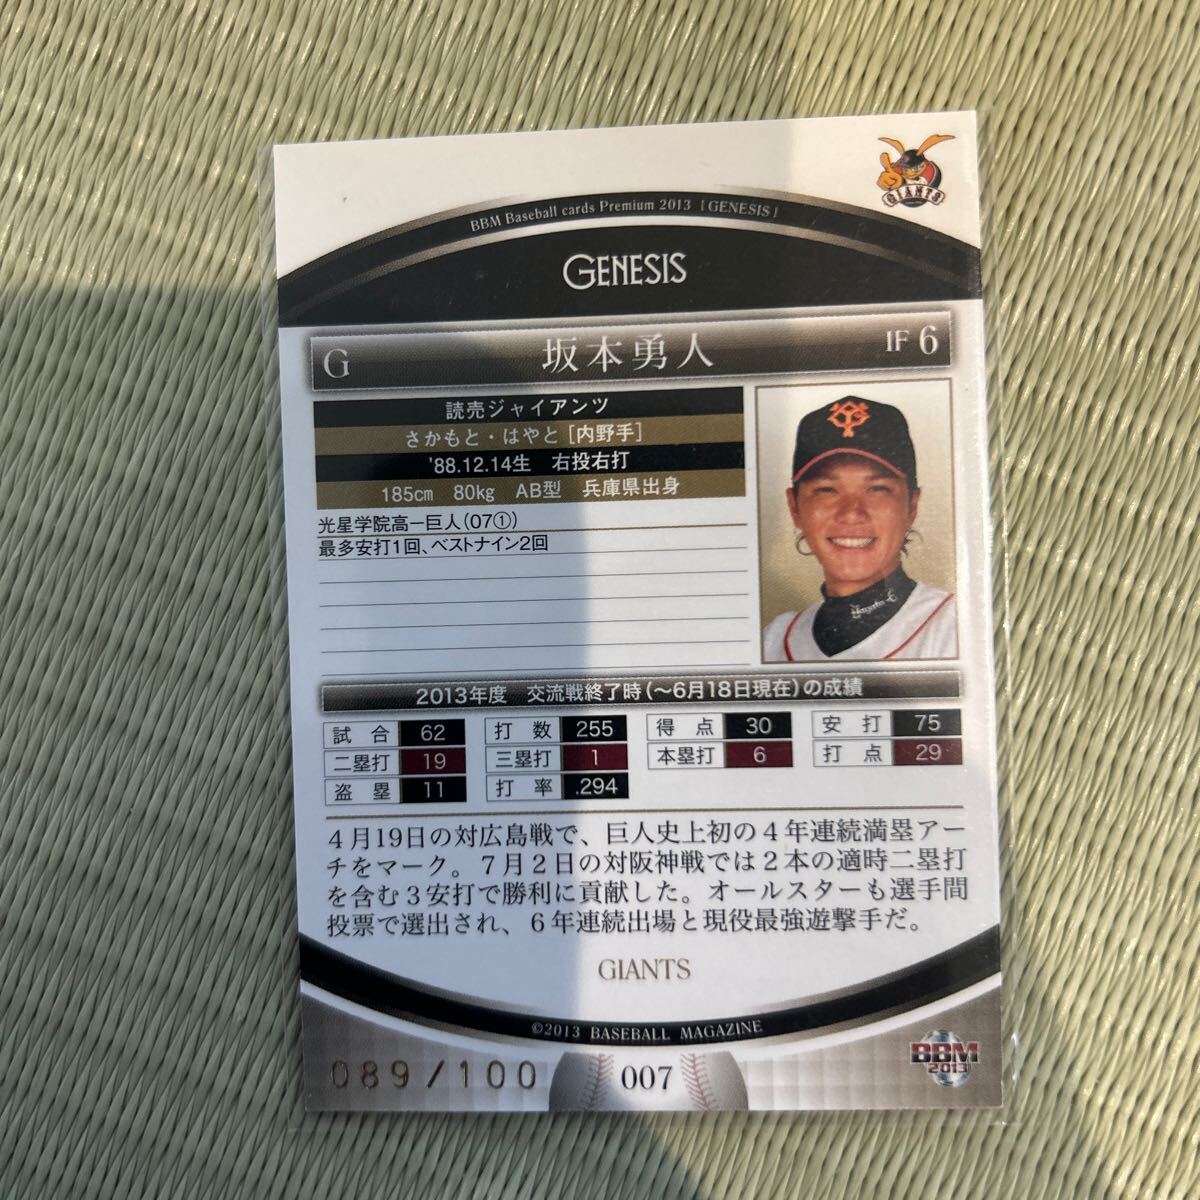 GIANTS
BBM Baseball cards Premium 2013 [GENESIS]
GENESIS
G 坂本勇人 IF 6
読売ジャイアンツ
さかもと・はやと [内野手]
'88.12.14生 右投右打
185cm 80kg AB型 兵庫県出身
光星学院高ー巨人(07①)
最多安打1回、ベストナイン2回
YG
2013年度 交流戦終了時(～6月18日現在)の成績
試合 62 打数 255 得点 30 安打 75
二塁打 19 三塁打 1 本塁打 6 打点 29
盗塁 11 打率 .294
4月19日の対広島戦で、巨人史上初の4年連続満塁アー
チをマーク。7月2日の対阪神戦では2本の適時二塁打
を含む3安打で勝利に貢献した。オールスターも選手間
投票で選出され、6年連続出場と現役最強遊撃手だ。
GIANTS
©2013 BASEBALL MAGAZINE
089/100
007
BBM
2013